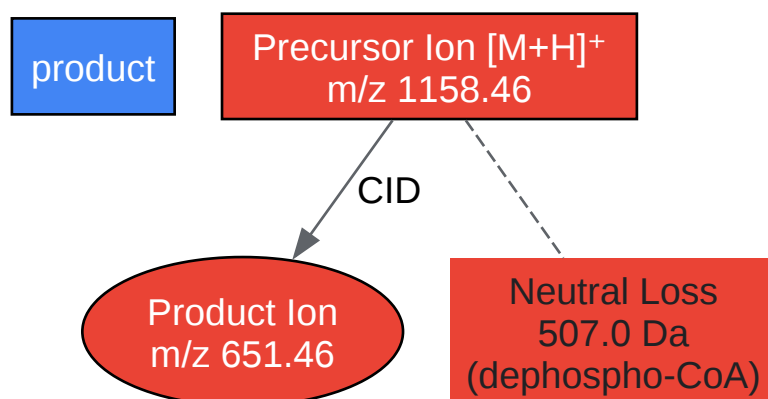 product
Precursor Ion [M+H]⁺
m/z 1158.46
CID
Product Ion
m/z 651.46
Neutral Loss
507.0 Da
(dephospho-CoA)